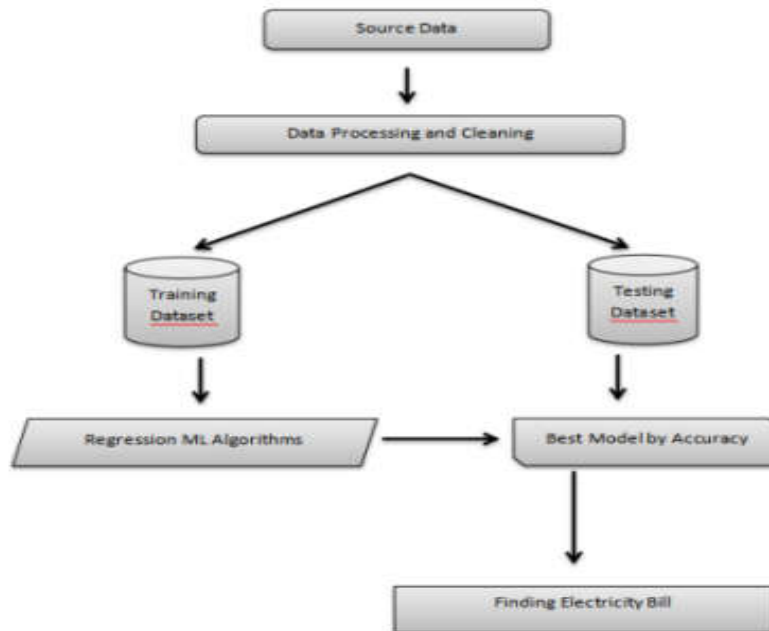 Source Data
Data Processing and Cleaning
Training
Dataset
Testing
Dataset
Regression ML Algorithms
Best Model by Accuracy
Finding Electricity Bill